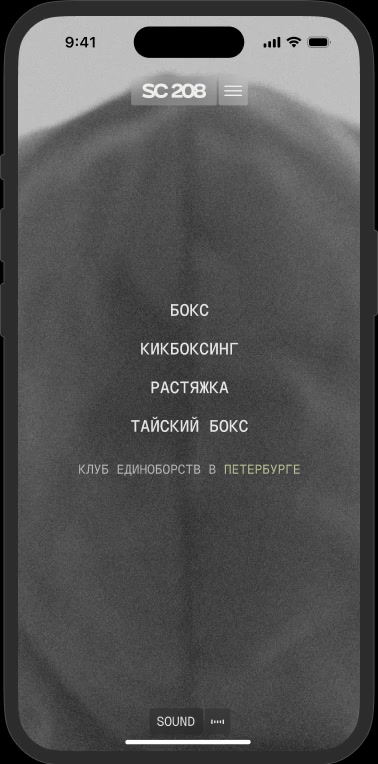 9:41
SC 208
БОКС
КИКБОКСИНГ
РАСТЯЖКА
ТАЙСКИЙ БОКС
КЛУБ ЕДИНОБОРСТВ В ПЕТЕРБУРГЕ
SOUND